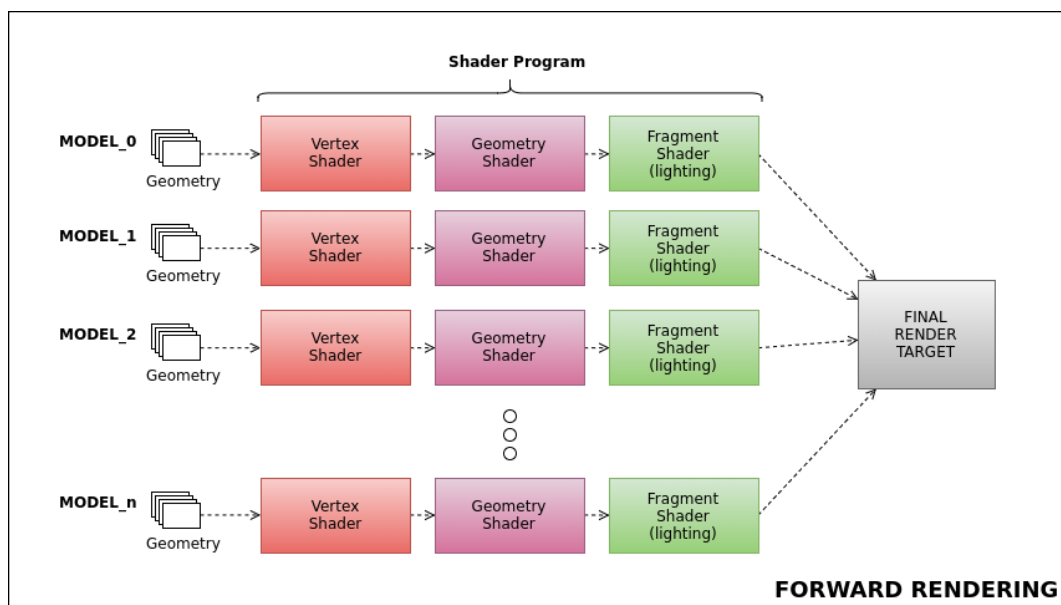 Shader Program
MODEL_0
Geometry
Vertex
Shader
Geometry
Shader
Fragment
Shader
(lighting)
MODEL_1
Geometry
Vertex
Shader
Geometry
Shader
Fragment
Shader
(lighting)
MODEL_2
Geometry
Vertex
Shader
Geometry
Shader
Fragment
Shader
(lighting)
FINAL
RENDER
TARGET
MODEL_n
Geometry
Vertex
Shader
Geometry
Shader
Fragment
Shader
(lighting)
FORWARD RENDERING